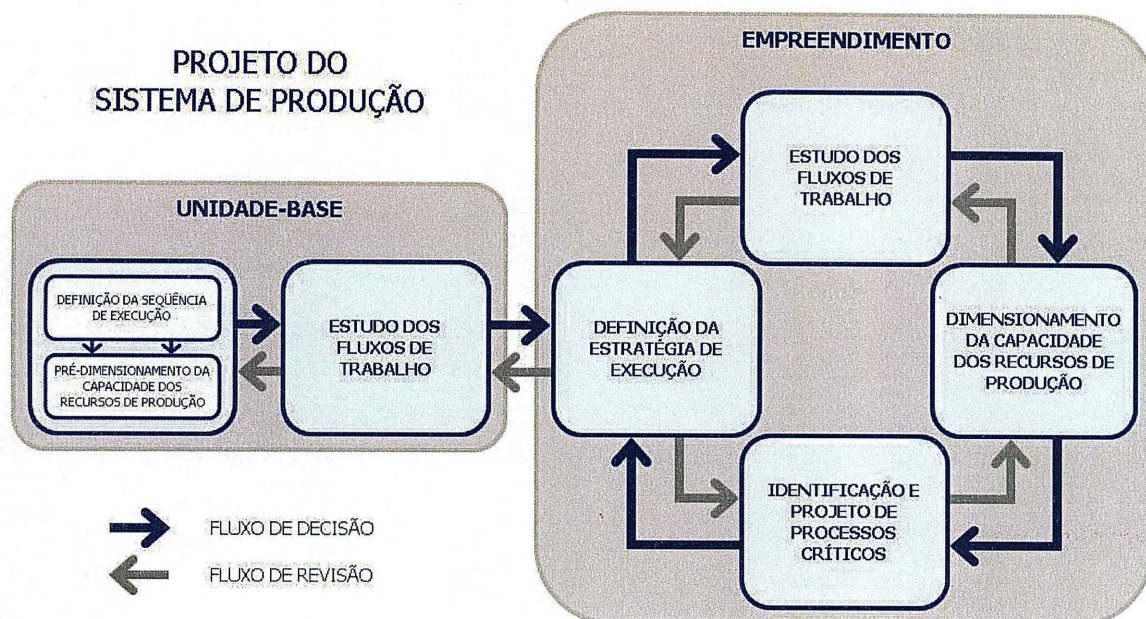 PROJETO DO
SISTEMA DE PRODUÇÃO
UNIDADE-BASE
DEFINIÇÃO DA SEQÜÊNCIA
DE EXECUÇÃO
PRÉ-DIMENSIONAMENTO DA
CAPACIDADE DOS
RECURSOS DE PRODUÇÃO
ESTUDO DOS
FLUXOS DE
TRABALHO
EMPREENDIMENTO
ESTUDO DOS
FLUXOS DE
TRABALHO
DEFINIÇÃO DA
ESTRATÉGIA DE
EXECUÇÃO
DIMENSIONAMENTO
DA CAPACIDADE
DOS RECURSOS DE
PRODUÇÃO
IDENTIFICAÇÃO E
PROJETO DE
PROCESSOS
CRÍTICOS
FLUXO DE DECISÃO
FLUXO DE REVISÃO